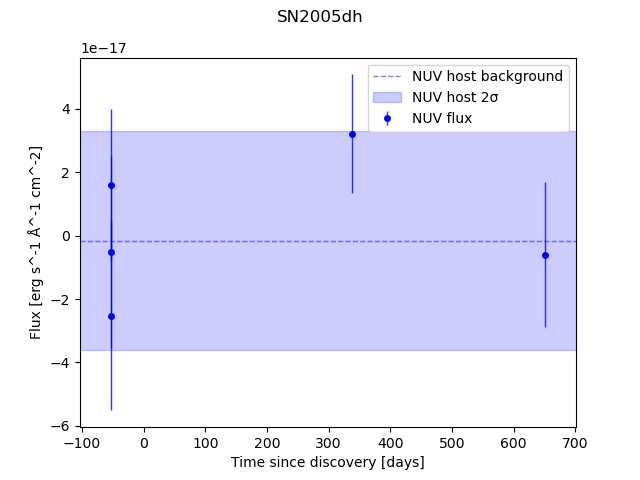 SN2005dh
1e−17
NUV host background
NUV host 2σ
NUV flux
4
2
0
−2
−4
−6
Flux [erg s^-1 Å^-1 cm^-2]
−100 0 100 200 300 400 500 600 700
Time since discovery [days]